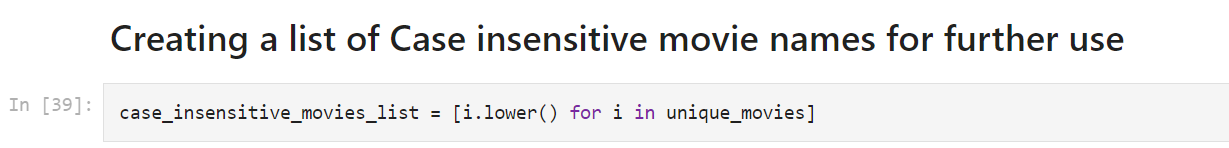 Creating a list of Case insensitive movie names for further use
In [39]: case_insensitive_movies_list = [i.lower() for i in unique_movies]